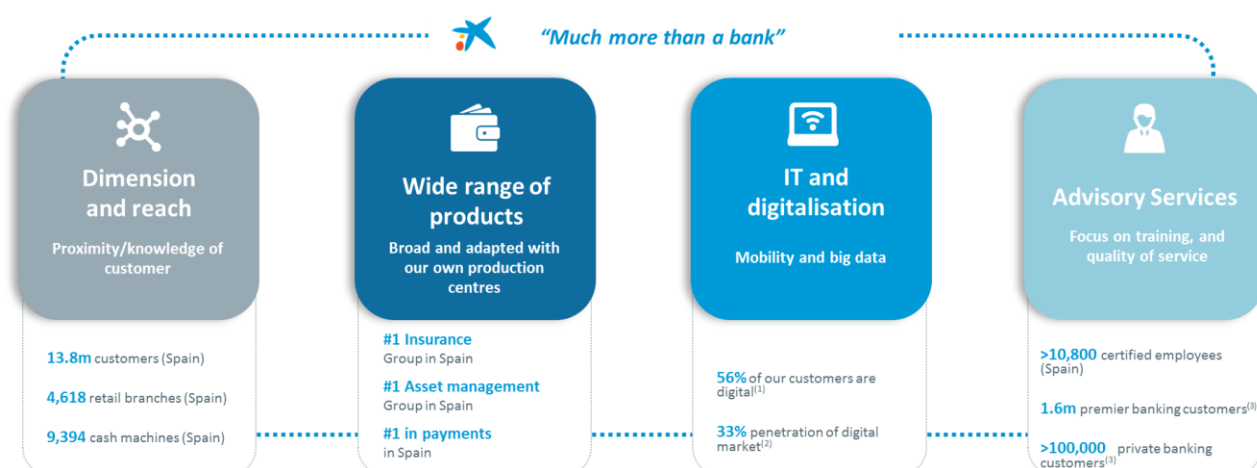 “Much more than a bank”
Dimension
and reach
Proximity/knowledge of
customer
13.8m customers (Spain)
4,618 retail branches (Spain)
9,394 cash machines (Spain)
Wide range of
products
Broad and adapted with
our own production
centres
#1 Insurance
Group in Spain
#1 Asset management
Group in Spain
#1 in payments
in Spain
IT and
digitalisation
Mobility and big data
56% of our customers are
digital(1)
33% penetration of digital
market(2)
Advisory Services
Focus on training, and
quality of service
>10,800 certified employees
(Spain)
1.6m premier banking customers(3)
>100,000 private banking
customers(3)